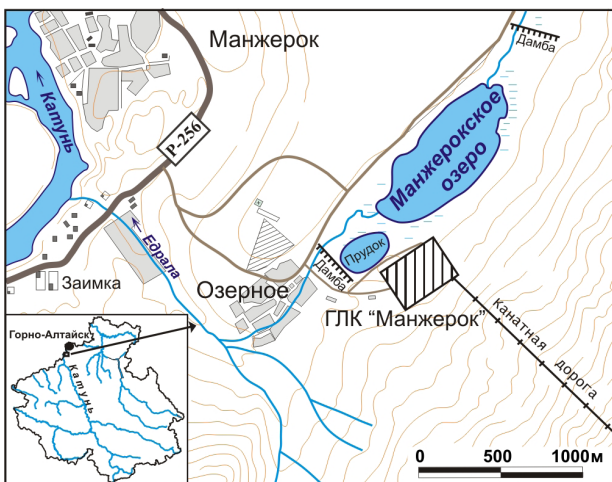 Манжерок
Дамба
Катунь
Р-256
Манжерокское
озеро
Едрала
Прудок
Дамба
Заимка
Озерное
ГЛК "Манжерок"
Канатная дорога
Горно-Алтайск
Катунь
0 500 1000м